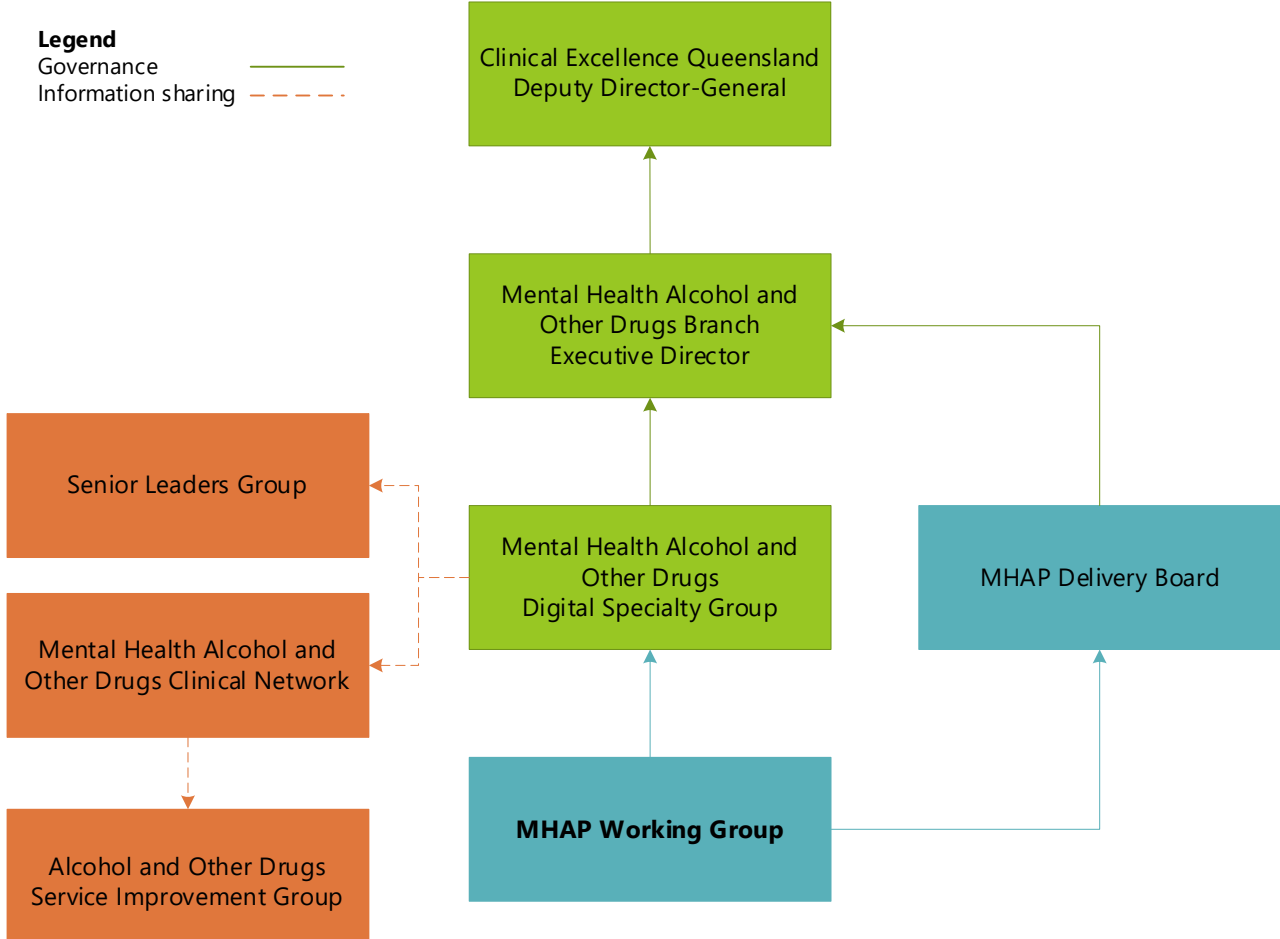 Legend
Governance
Information sharing
Clinical Excellence Queensland
Deputy Director-General
Mental Health Alcohol and
Other Drugs Branch
Executive Director
Senior Leaders Group
Mental Health Alcohol and
Other Drugs
Digital Specialty Group
MHAP Delivery Board
Mental Health Alcohol and
Other Drugs Clinical Network
MHAP Working Group
Alcohol and Other Drugs
Service Improvement Group